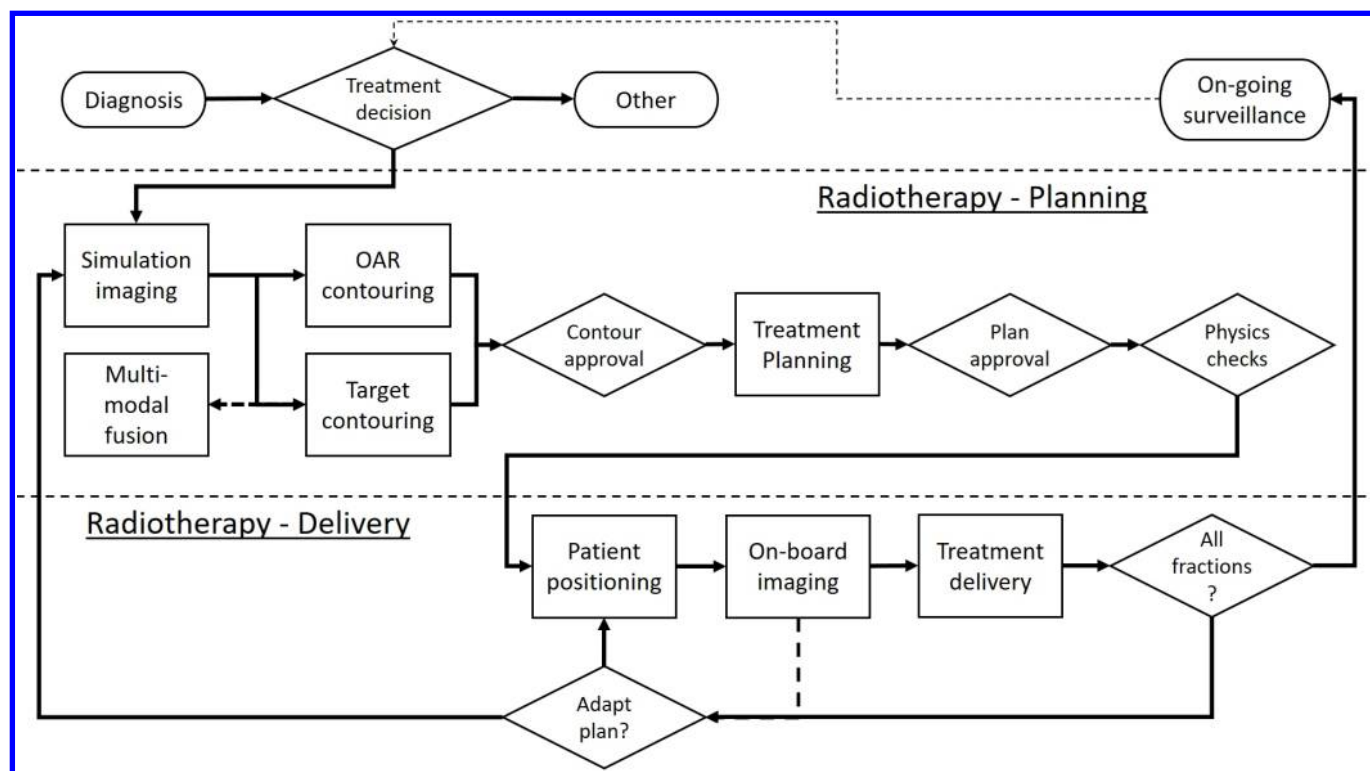 Diagnosis
Treatment
decision
Other
On-going
surveillance
Radiotherapy - Planning
Simulation
imaging
OAR
contouring
Multi-
modal
fusion
Target
contouring
Contour
approval
Treatment
Planning
Plan
approval
Physics
checks
Radiotherapy - Delivery
Patient
positioning
On-board
imaging
Treatment
delivery
All
fractions
?
Adapt
plan?